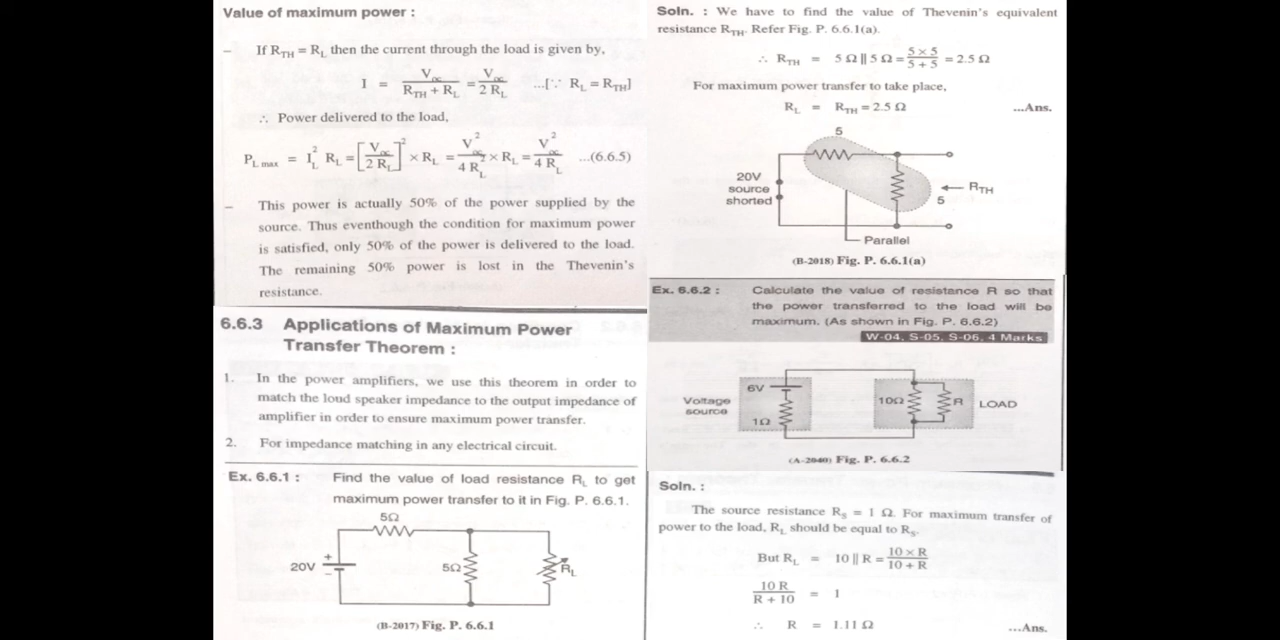 Value of maximum power :
– If R_TH = R_L then the current through the load is given by,
I = V_oc / (R_TH + R_L) = V_oc / (2 R_L) ...[∵ R_L = R_TH]
∴ Power delivered to the load,
P_L max = I_L^2 R_L = [V_oc / (2 R_L)]^2 × R_L = V_oc^2 / (4 R_L^2) × R_L = V_oc^2 / (4 R_L) ...(6.6.5)
– This power is actually 50% of the power supplied by the
source. Thus eventhough the condition for maximum power
is satisfied, only 50% of the power is delivered to the load.
The remaining 50% power is lost in the Thevenin's
resistance.
6.6.3 Applications of Maximum Power
Transfer Theorem :
1. In the power amplifiers, we use this theorem in order to
match the loud speaker impedance to the output impedance of
amplifier in order to ensure maximum power transfer.
2. For impedance matching in any electrical circuit.
Ex. 6.6.1 : Find the value of load resistance R_L to get
maximum power transfer to it in Fig. P. 6.6.1.
5Ω
+
20V
–
5Ω
R_L
(B-2017) Fig. P. 6.6.1
Soln. : We have to find the value of Thevenin's equivalent
resistance R_TH. Refer Fig. P. 6.6.1(a).
∴ R_TH = 5 Ω || 5 Ω = (5 × 5) / (5 + 5) = 2.5 Ω
For maximum power transfer to take place,
R_L = R_TH = 2.5 Ω ...Ans.
5
20V
source
shorted
R_TH
5
Parallel
(B-2018) Fig. P. 6.6.1(a)
Ex. 6.6.2 : Calculate the value of resistance R so that
the power transferred to the load will be
maximum. (As shown in Fig. P. 6.6.2)
W-04, S-05, S-06, 4 Marks
6V
Voltage
source
1Ω
10Ω
R
LOAD
(A-2040) Fig. P. 6.6.2
Soln. :
The source resistance R_S = 1 Ω. For maximum transfer of
power to the load, R_L should be equal to R_S.
But R_L = 10 || R = (10 × R) / (10 + R)
10 R / (R + 10) = 1
∴ R = 1.11 Ω ...Ans.